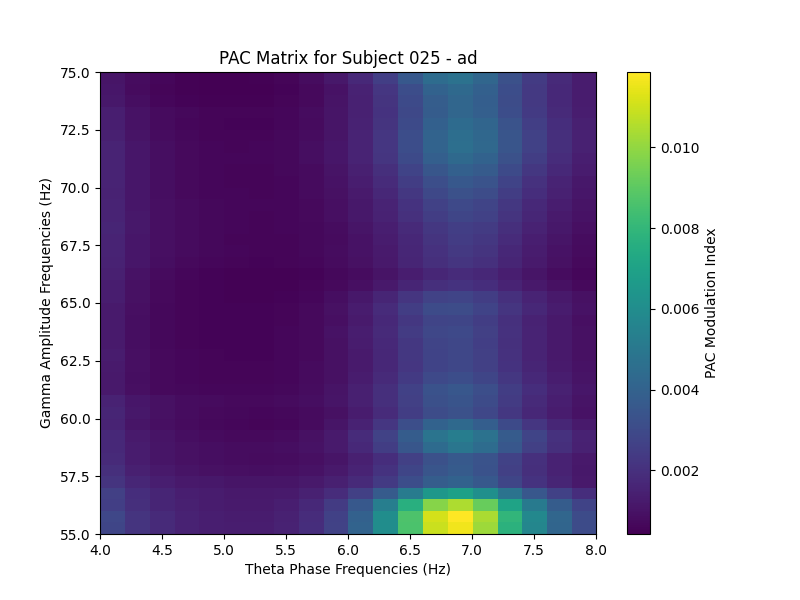 PAC Matrix for Subject 025 - ad
75.0
72.5
70.0
67.5
65.0
62.5
60.0
57.5
55.0
Gamma Amplitude Frequencies (Hz)
4.0 4.5 5.0 5.5 6.0 6.5 7.0 7.5 8.0
Theta Phase Frequencies (Hz)
0.010
0.008
0.006
0.004
0.002
PAC Modulation Index